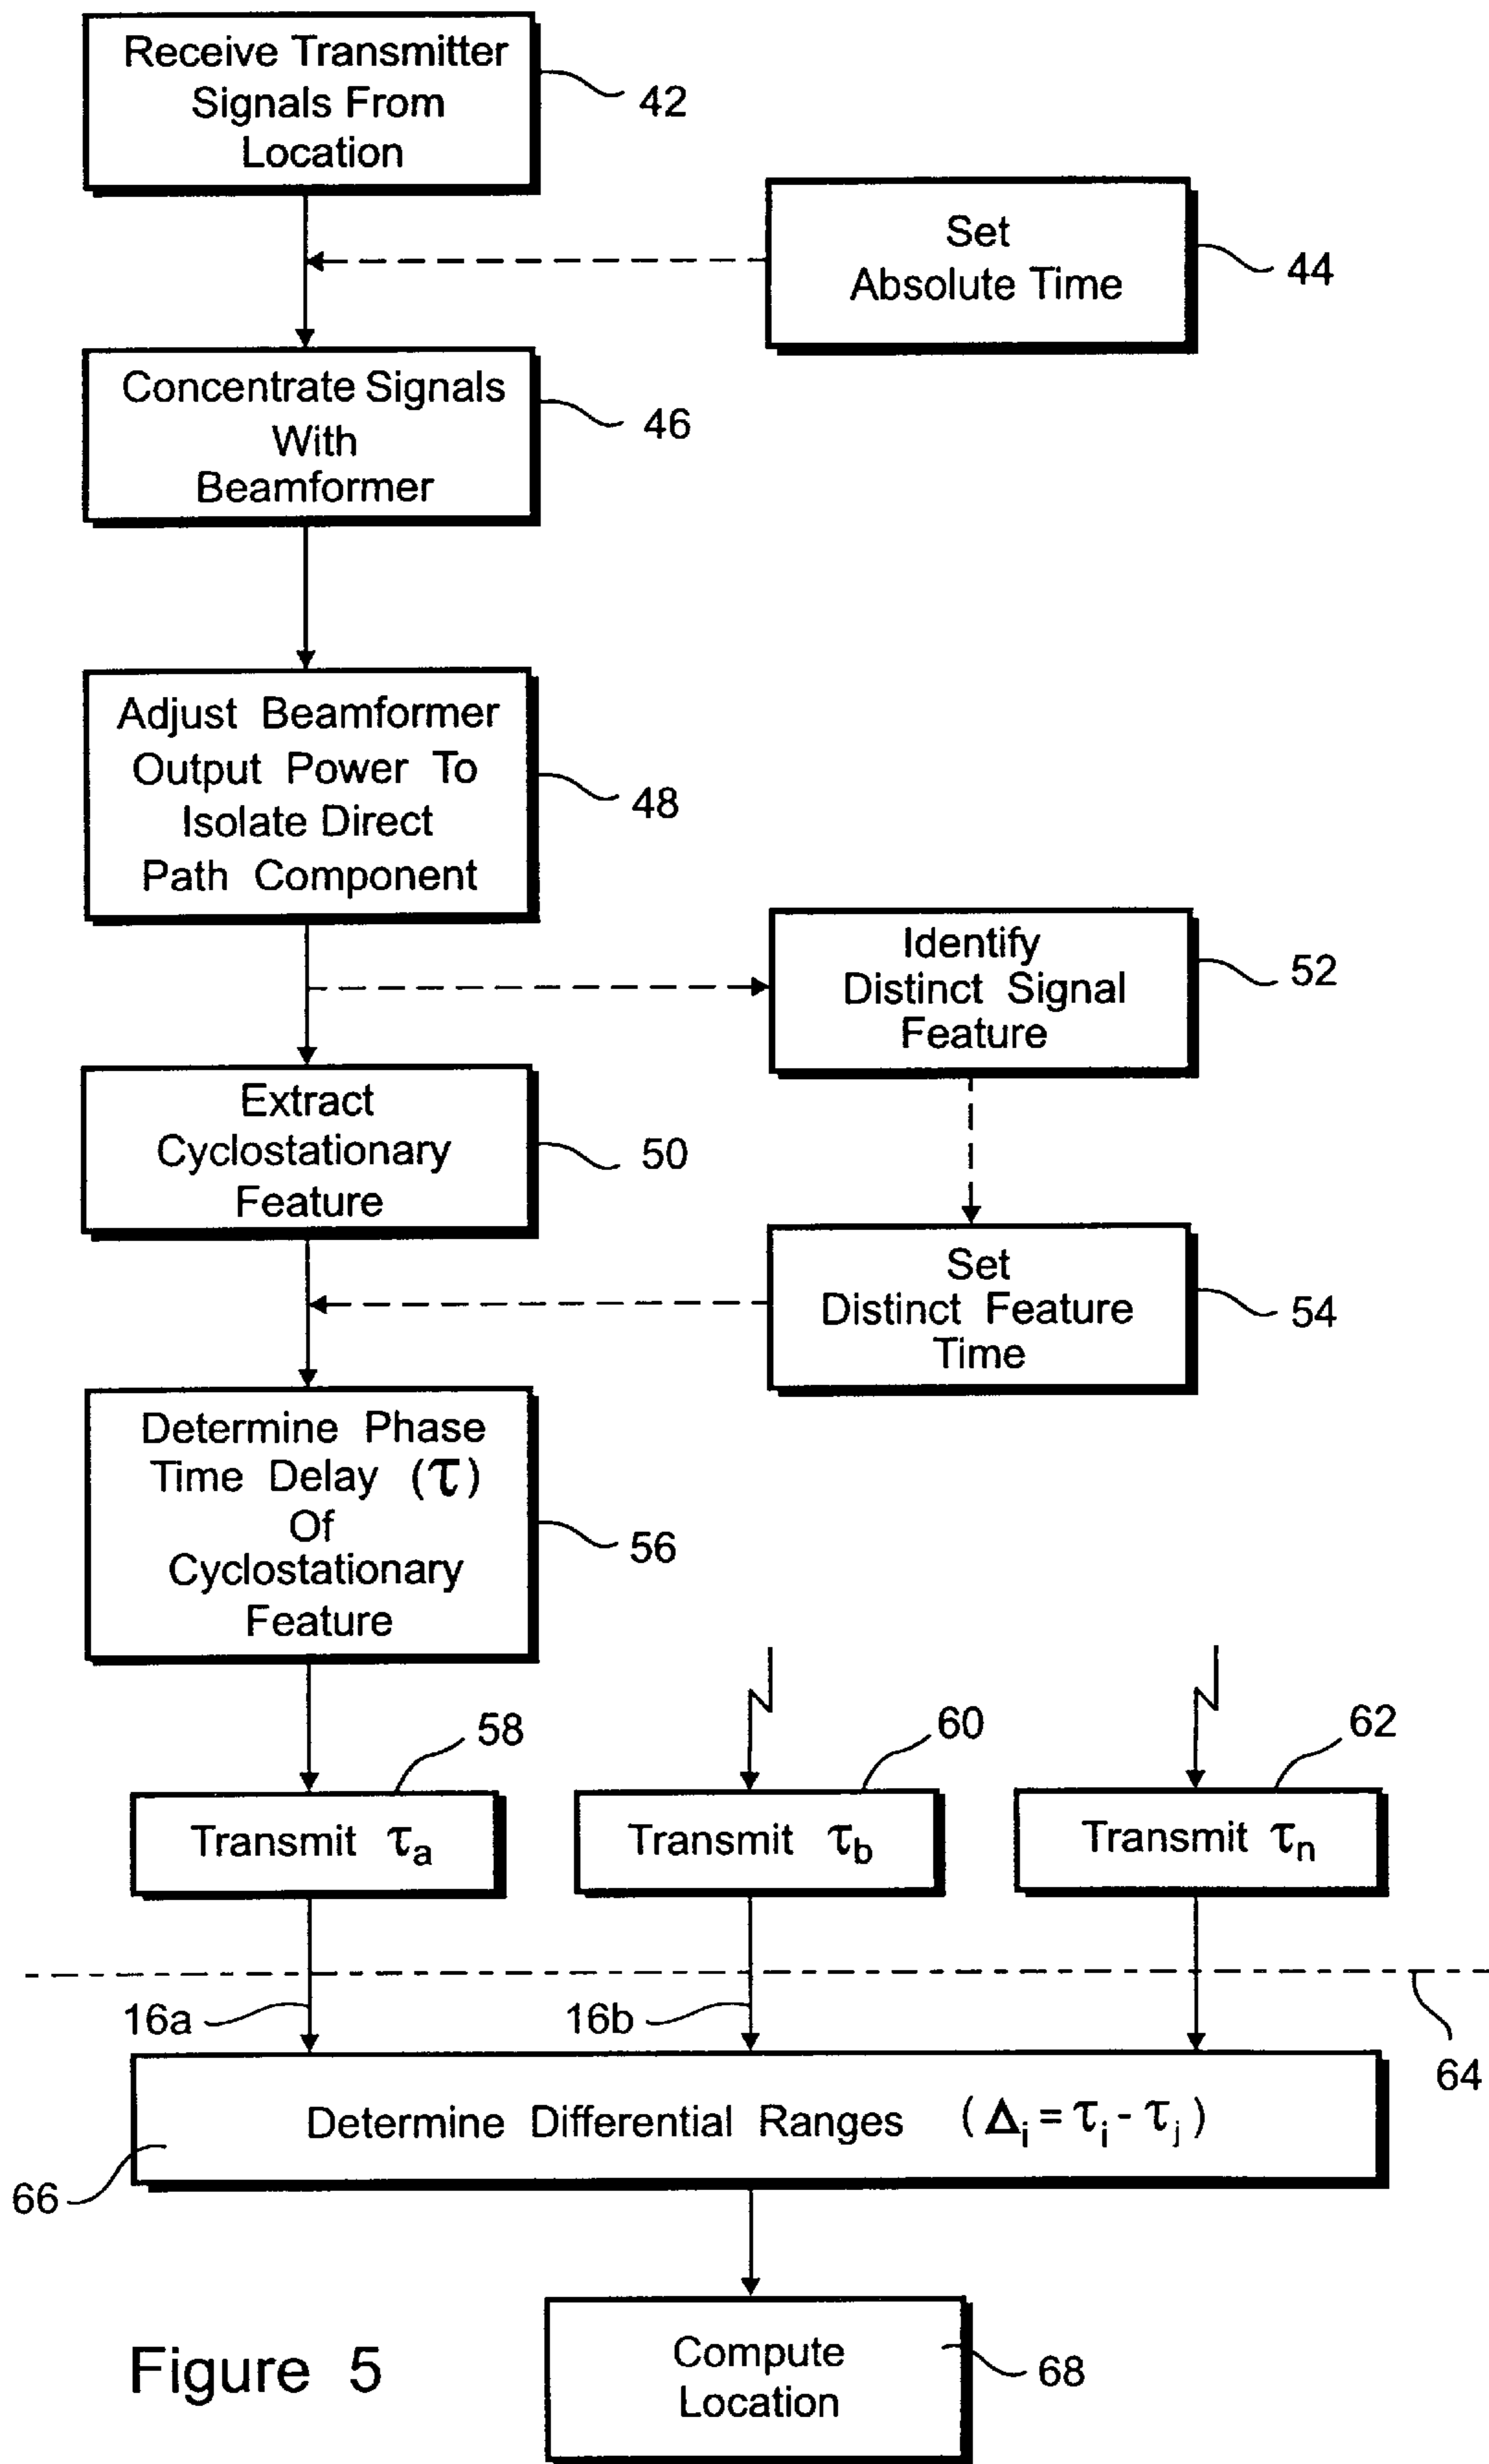 Receive Transmitter
Signals From
Location
42
Set
Absolute Time
44
Concentrate Signals
With
Beamformer
46
Adjust Beamformer
Output Power To
Isolate Direct
Path Component
48
Identify
Distinct Signal
Feature
52
Extract
Cyclostationary
Feature
50
Set
Distinct Feature
Time
54
Determine Phase
Time Delay (τ)
Of
Cyclostationary
Feature
56
58
60
62
Transmit τa
Transmit τb
Transmit τn
16a
16b
64
Determine Differential Ranges (Δi = τi - τj)
66
Compute
Location
68
Figure 5